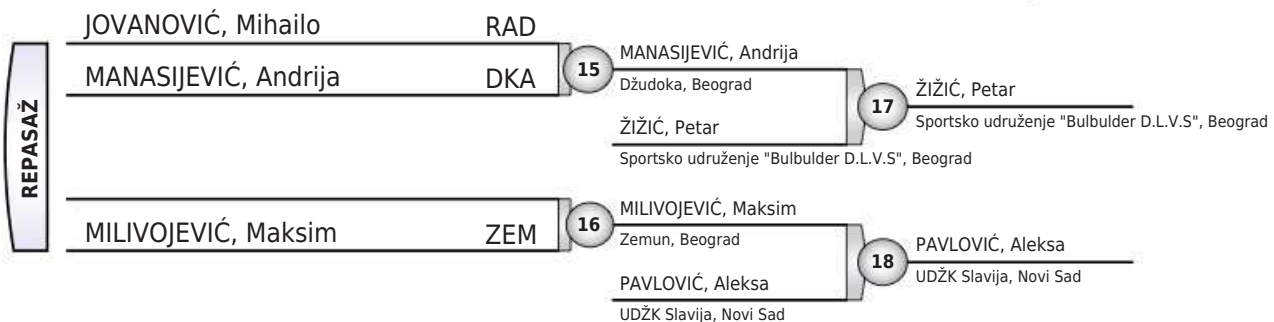 REPASAŽ
JOVANOVIĆ, Mihailo RAD
MANASIJEVIĆ, Andrija DKA
15
MANASIJEVIĆ, Andrija
Džudoka, Beograd
ŽIŽIĆ, Petar
Sportsko udruženje "Bulbulder D.L.V.S", Beograd
17
ŽIŽIĆ, Petar
Sportsko udruženje "Bulbulder D.L.V.S", Beograd
MILIVOJEVIĆ, Maksim ZEM
16
MILIVOJEVIĆ, Maksim
Zemun, Beograd
PAVLOVIĆ, Aleksa
UDŽK Slavija, Novi Sad
18
PAVLOVIĆ, Aleksa
UDŽK Slavija, Novi Sad